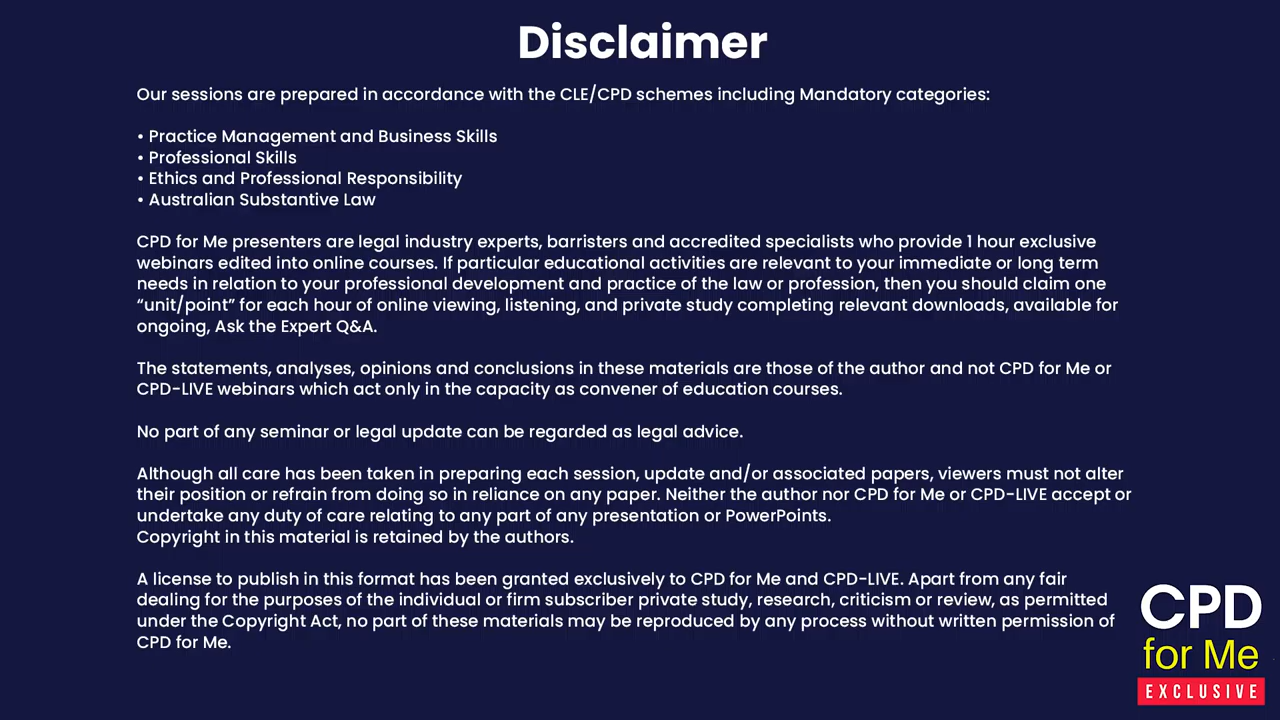 Disclaimer
Our sessions are prepared in accordance with the CLE/CPD schemes including Mandatory categories:
• Practice Management and Business Skills
• Professional Skills
• Ethics and Professional Responsibility
• Australian Substantive Law
CPD for Me presenters are legal industry experts, barristers and accredited specialists who provide 1 hour exclusive
webinars edited into online courses. If particular educational activities are relevant to your immediate or long term
needs in relation to your professional development and practice of the law or profession, then you should claim one
“unit/point” for each hour of online viewing, listening, and private study completing relevant downloads, available for
ongoing, Ask the Expert Q&A.
The statements, analyses, opinions and conclusions in these materials are those of the author and not CPD for Me or
CPD-LIVE webinars which act only in the capacity as convener of education courses.
No part of any seminar or legal update can be regarded as legal advice.
Although all care has been taken in preparing each session, update and/or associated papers, viewers must not alter
their position or refrain from doing so in reliance on any paper. Neither the author nor CPD for Me or CPD-LIVE accept or
undertake any duty of care relating to any part of any presentation or PowerPoints.
Copyright in this material is retained by the authors.
A license to publish in this format has been granted exclusively to CPD for Me and CPD-LIVE. Apart from any fair
dealing for the purposes of the individual or firm subscriber private study, research, criticism or review, as permitted
under the Copyright Act, no part of these materials may be reproduced by any process without written permission of
CPD for Me.
CPD
for Me
EXCLUSIVE